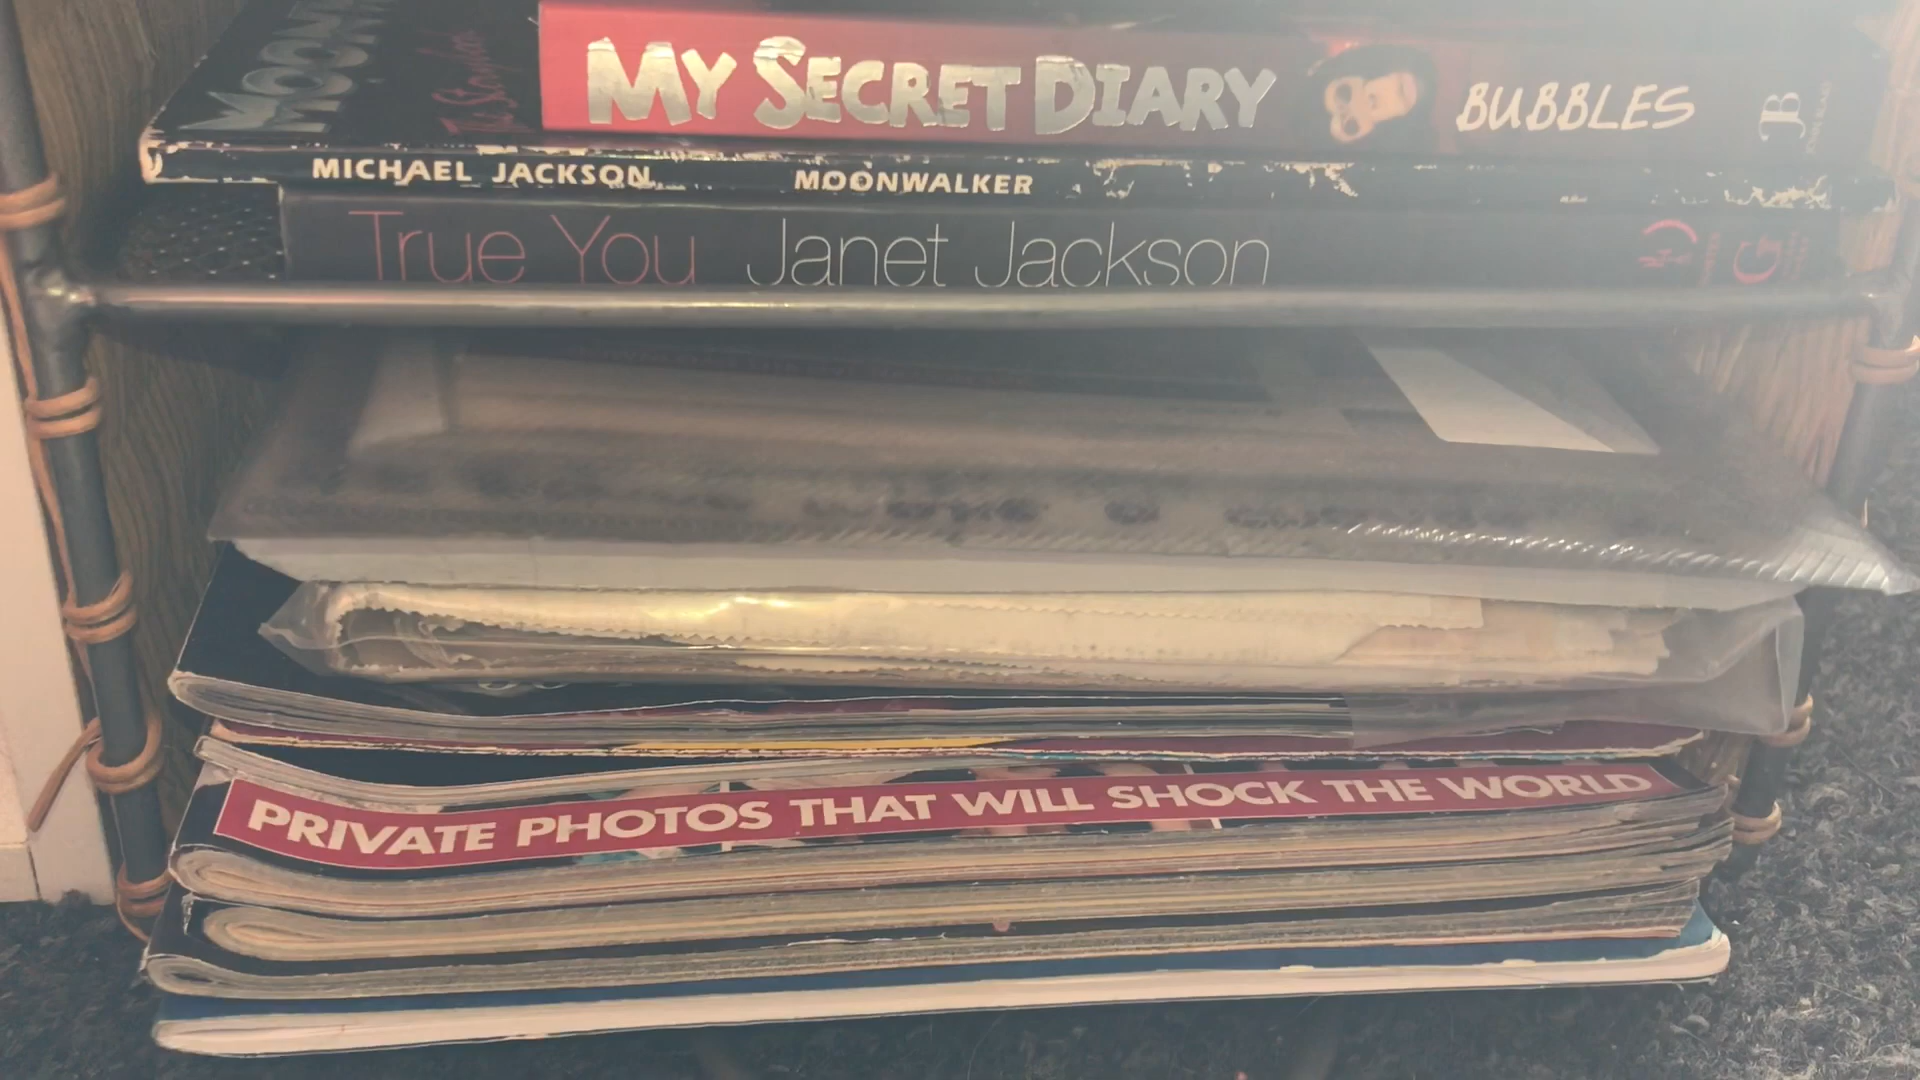 MY SECRET DIARY BUBBLES
MICHAEL JACKSON MOONWALKER
True You Janet Jackson
PRIVATE PHOTOS THAT WILL SHOCK THE WORLD